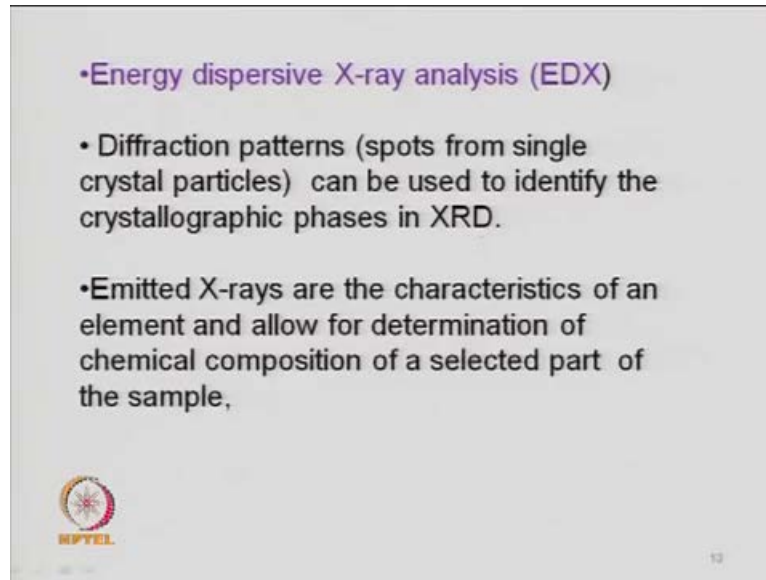 •Energy dispersive X-ray analysis (EDX)
• Diffraction patterns (spots from single
crystal particles) can be used to identify the
crystallographic phases in XRD.
•Emitted X-rays are the characteristics of an
element and allow for determination of
chemical composition of a selected part of
the sample,
NPTEL